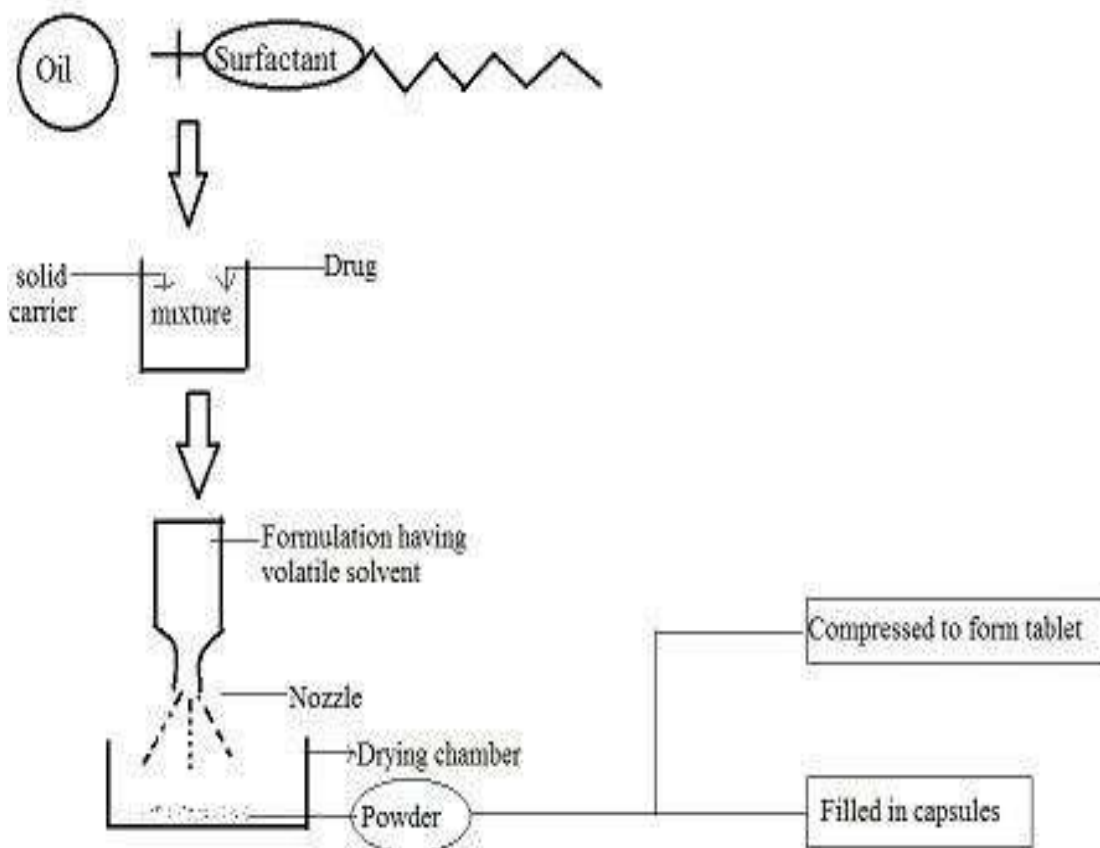 Oil
Surfactant
solid
carrier
Drug
mixture
Formulation having
volatile solvent
Nozzle
Drying chamber
Powder
Compressed to form tablet
Filled in capsules